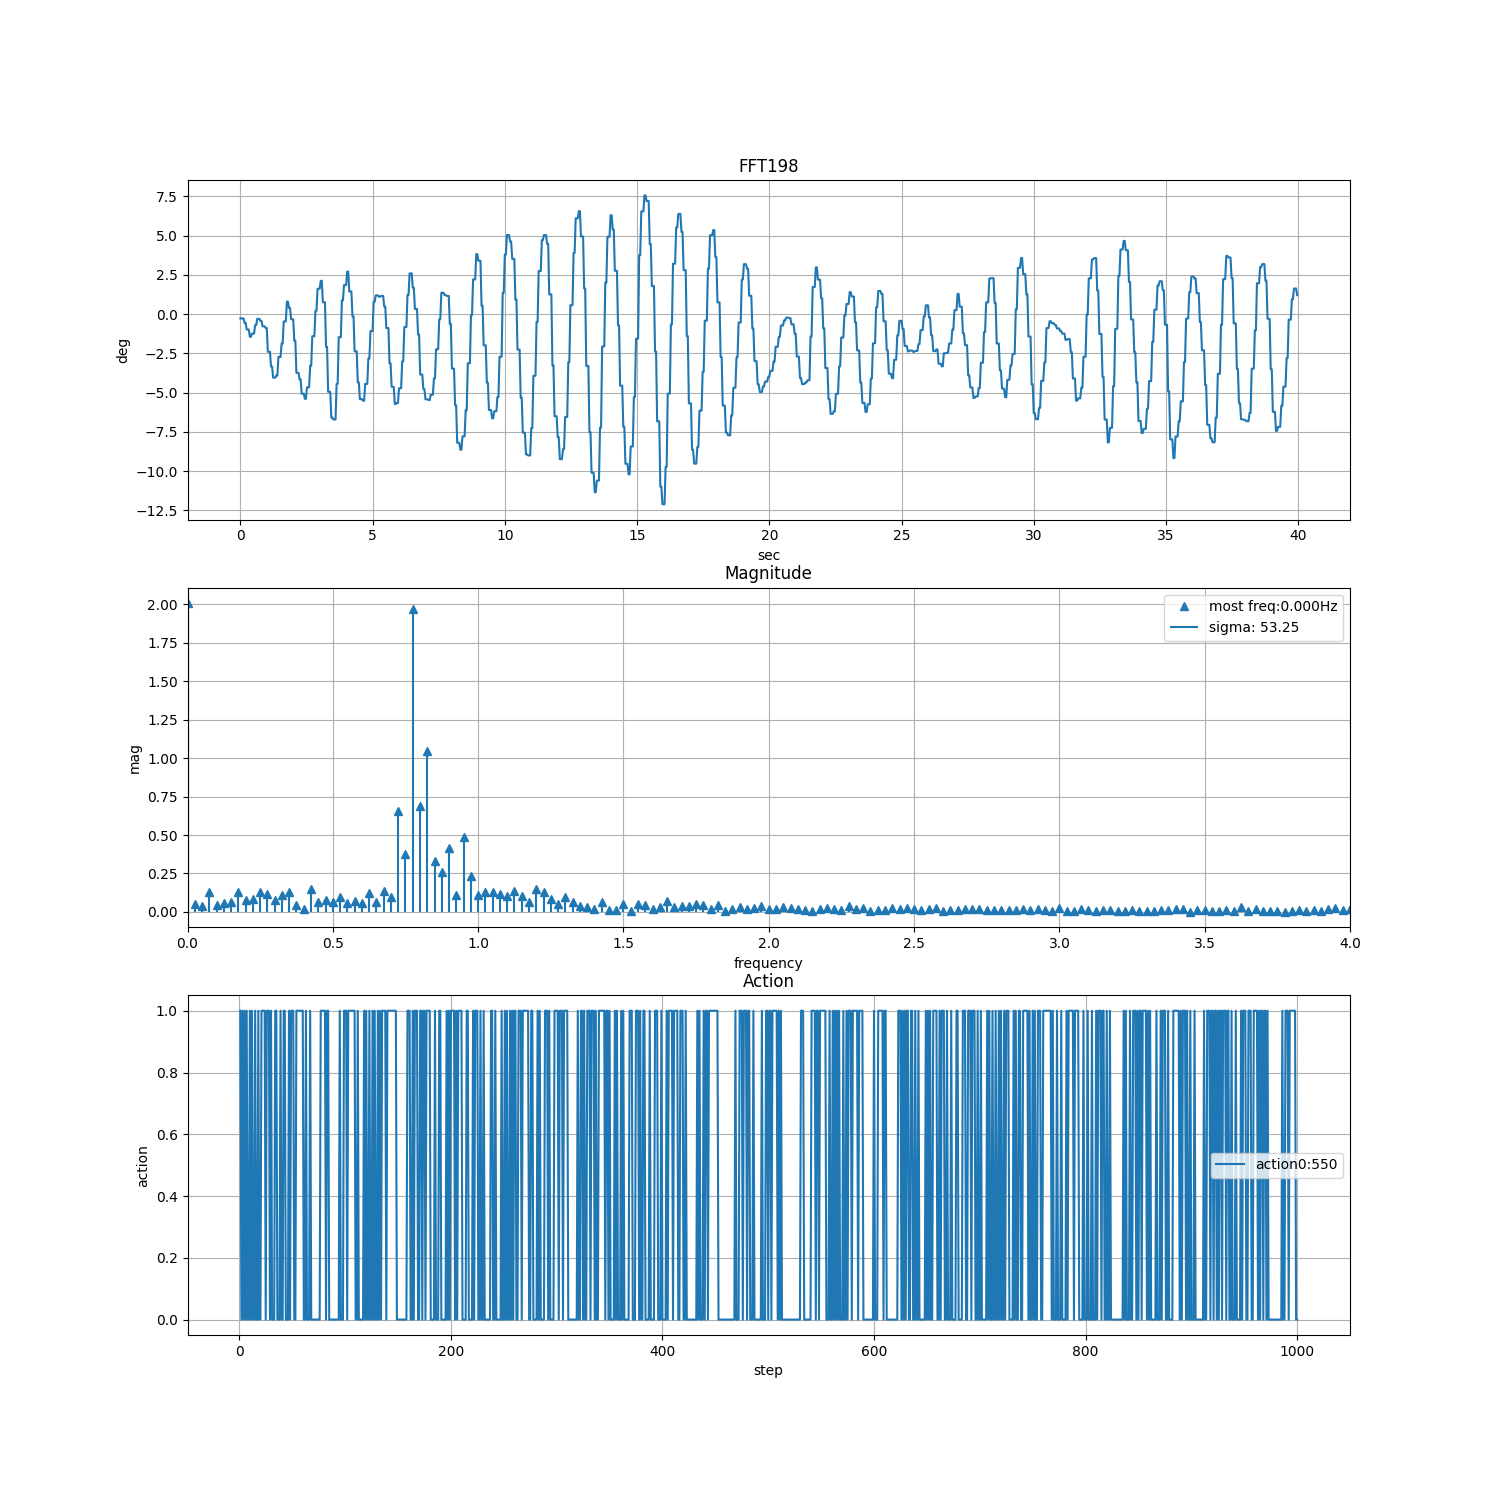 FFT198
7.5
5.0
2.5
0.0
−2.5
−5.0
−7.5
−10.0
−12.5
deg
0 5 10 15 20 25 30 35 40
sec
Magnitude
2.00
1.75
1.50
1.25
1.00
0.75
0.50
0.25
0.00
mag
most freq:0.000Hz
sigma: 53.25
0.0 0.5 1.0 1.5 2.0 2.5 3.0 3.5 4.0
frequency
Action
1.0
0.8
0.6
0.4
0.2
0.0
action
action0:550
0 200 400 600 800 1000
step